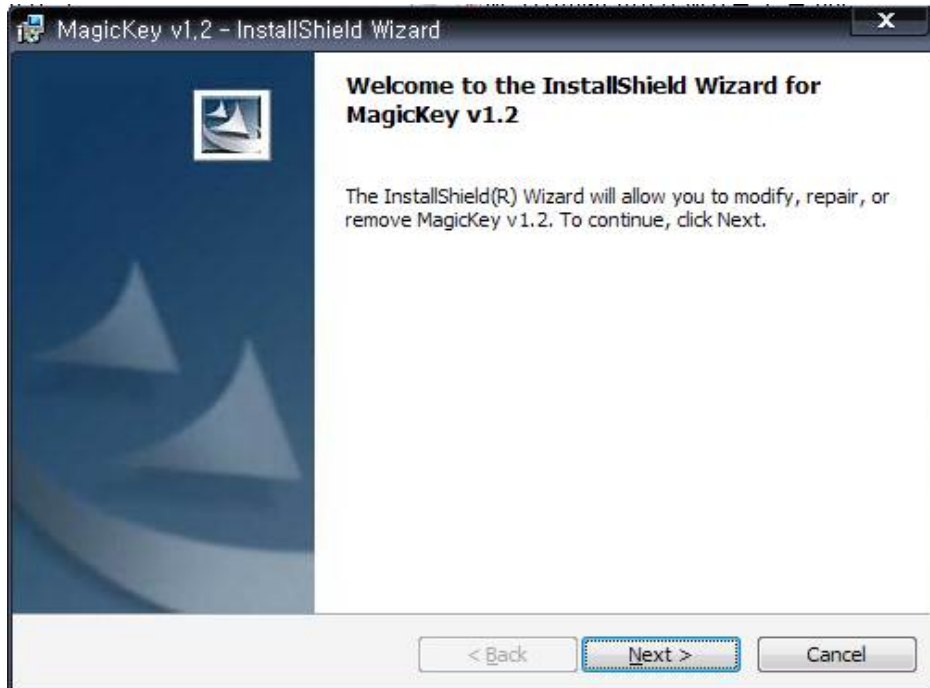 MagicKey v1,2 - InstallShield Wizard
X
Welcome to the InstallShield Wizard for
MagicKey v1.2
The InstallShield(R) Wizard will allow you to modify, repair, or
remove MagicKey v1.2. To continue, click Next.
< Back Next > Cancel